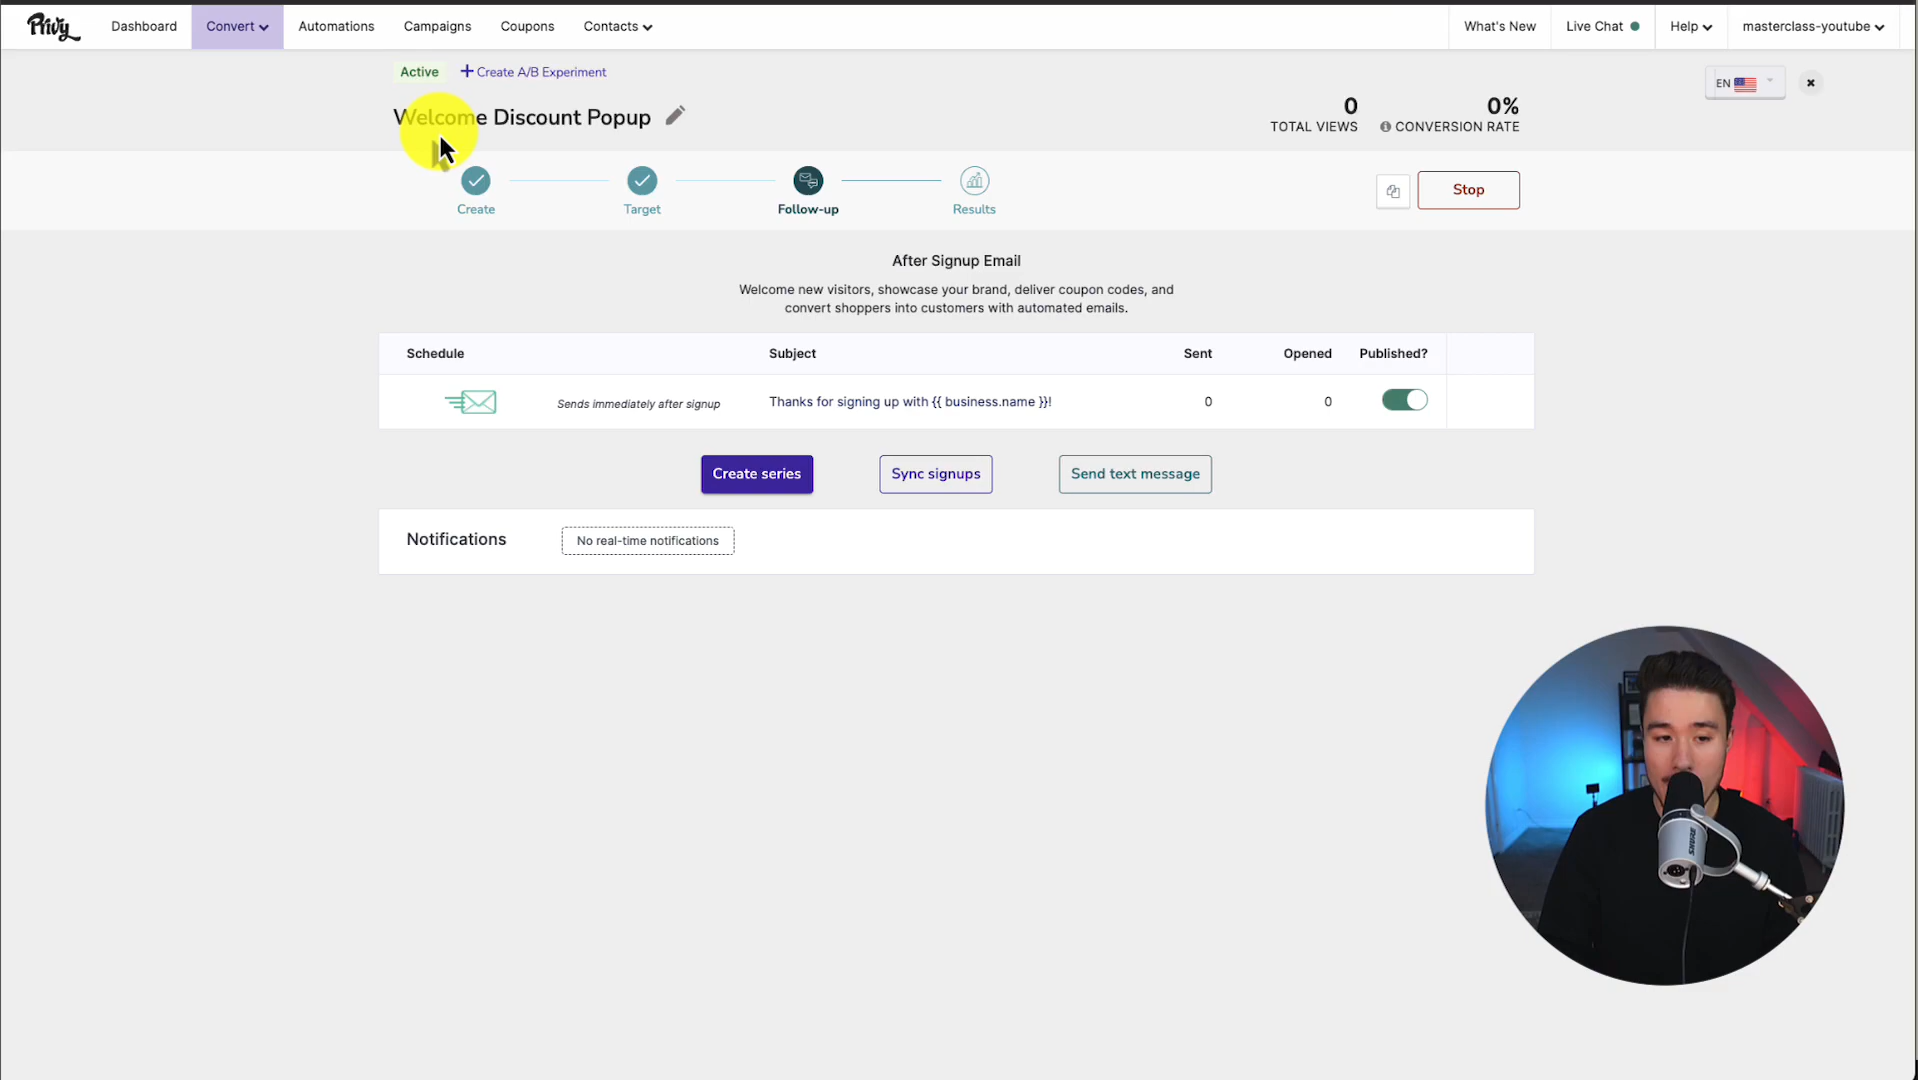 Privy Dashboard Convert Automations Campaigns Coupons Contacts What's New Live Chat Help masterclass-youtube
Active + Create A/B Experiment
EN
Welcome Discount Popup
0 0%
TOTAL VIEWS CONVERSION RATE
Create Target Follow-up Results
Stop
After Signup Email
Welcome new visitors, showcase your brand, deliver coupon codes, and
convert shoppers into customers with automated emails.
Schedule Subject Sent Opened Published?
Sends immediately after signup Thanks for signing up with {{ business.name }}! 0 0
Create series Sync signups Send text message
Notifications No real-time notifications
SHURE